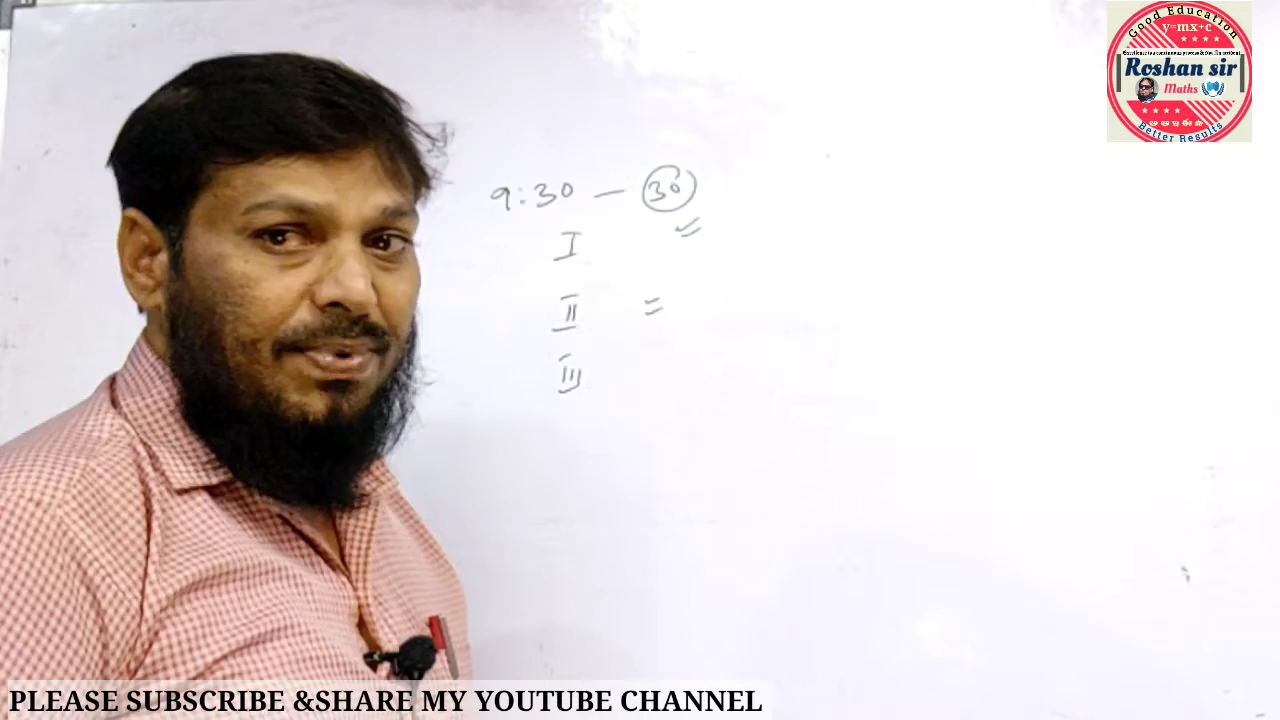 Good Education
y=mx+c
Roshan sir
Maths
Better Results
9:30 — 30
I
II =
III
PLEASE SUBSCRIBE &SHARE MY YOUTUBE CHANNEL